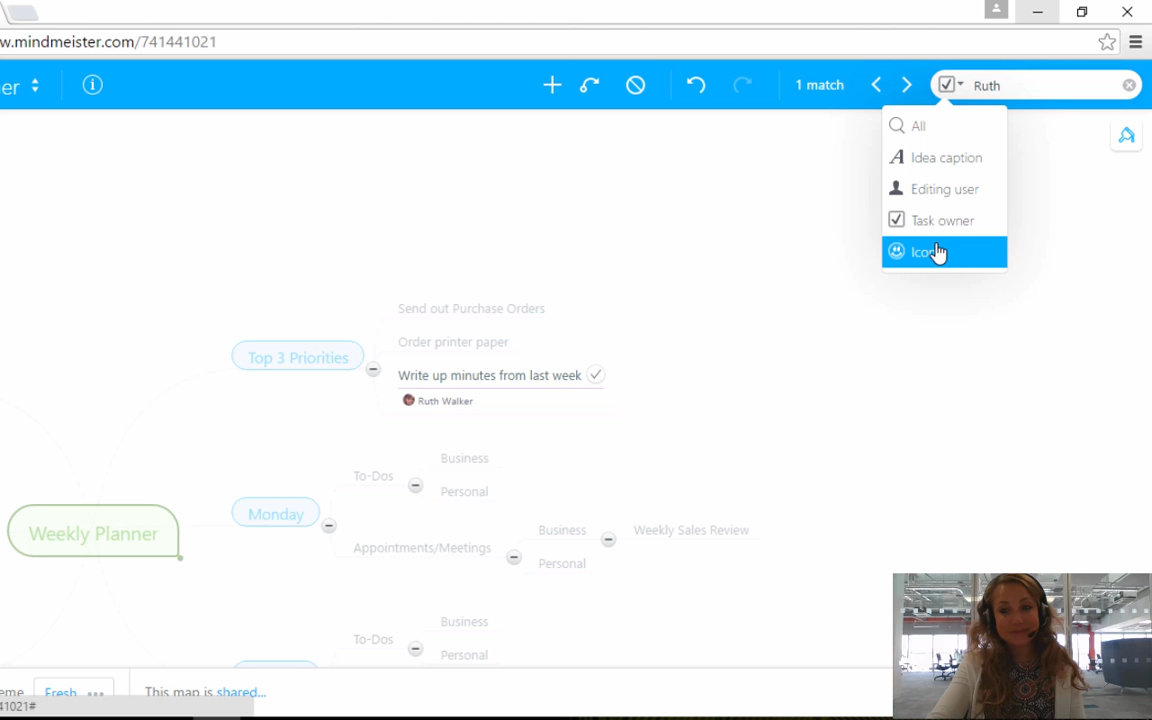 w.mindmeister.com/741441021
er
1 match
Ruth
All
Idea caption
Editing user
Task owner
Send out Purchase Orders
Top 3 Priorities
Order printer paper
Write up minutes from last week
Ruth Walker
Business
To-Dos
Personal
Monday
Business
Weekly Sales Review
Appointments/Meetings
Personal
Weekly Planner
Business
To-Dos
Personal
eme
Fresh
This map is shared...
41021#